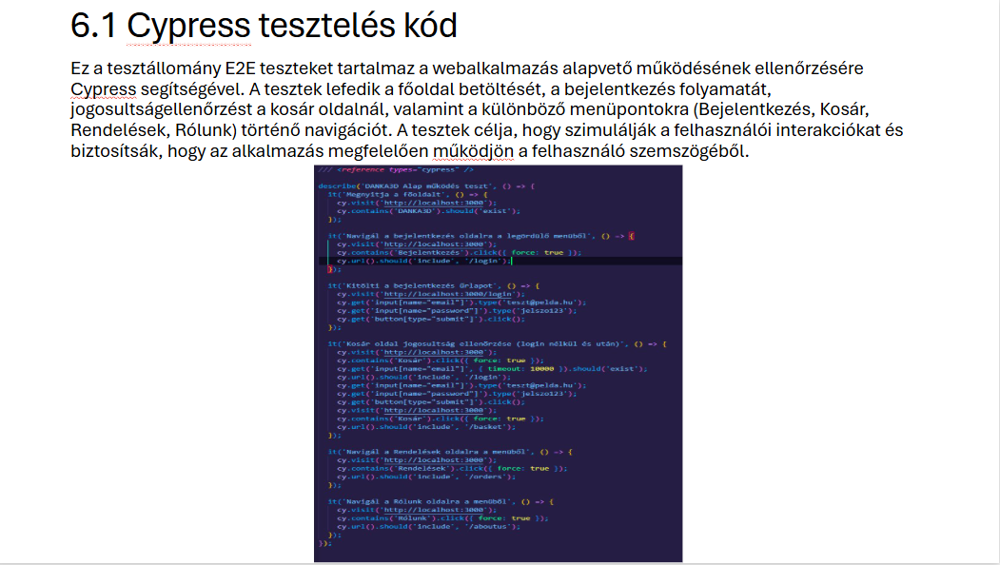 6.1 Cypress tesztelés kód
Ez a tesztállomány E2E teszteket tartalmaz a webalkalmazás alapvető működésének ellenőrzésére
Cypress segítségével. A tesztek lefedik a főoldal betöltését, a bejelentkezés folyamatát,
jogosultságellenőrzést a kosár oldalnál, valamint a különböző menüpontokra (Bejelentkezés, Kosár,
Rendelések, Rólunk) történő navigációt. A tesztek célja, hogy szimulálják a felhasználói interakciókat és
biztosítsák, hogy az alkalmazás megfelelően működjön a felhasználó szemszögéből.
/// <reference types="cypress" />
describe('DANKA3D Alap működés teszt', () => {
it('Megnyitja a főoldalt', () => {
cy.visit('http://localhost:3000');
cy.contains('DANKA3D').should('exist');
});
it('Navigál a bejelentkezés oldalra a legördülő menüből', () => {
cy.visit('http://localhost:3000');
cy.contains('Bejelentkezés').click({ force: true });
cy.url().should('include', '/login');
});
it('Kitölti a bejelentkezés űrlapot', () => {
cy.visit('http://localhost:3000/login');
cy.get('input[name="email"]').type('teszt@pelda.hu');
cy.get('input[name="password"]').type('jelszo123');
cy.get('button[type="submit"]').click();
});
it('Kosár oldal jogosultság ellenőrzése (login nélkül és után)', () => {
cy.visit('http://localhost:3000');
cy.contains('Kosár').click({ force: true });
cy.get('input[name="email"]', { timeout: 10000 }).should('exist');
cy.url().should('include', '/login');
cy.get('input[name="email"]').type('teszt@pelda.hu');
cy.get('input[name="password"]').type('jelszo123');
cy.get('button[type="submit"]').click();
cy.visit('http://localhost:3000');
cy.contains('Kosár').click({ force: true });
cy.url().should('include', '/basket');
});
it('Navigál a Rendelések oldalra a menüből', () => {
cy.visit('http://localhost:3000');
cy.contains('Rendelések').click({ force: true });
cy.url().should('include', '/orders');
});
it('Navigál a Rólunk oldalra a menüből', () => {
cy.visit('http://localhost:3000');
cy.contains('Rólunk').click({ force: true });
cy.url().should('include', '/aboutus');
});
});